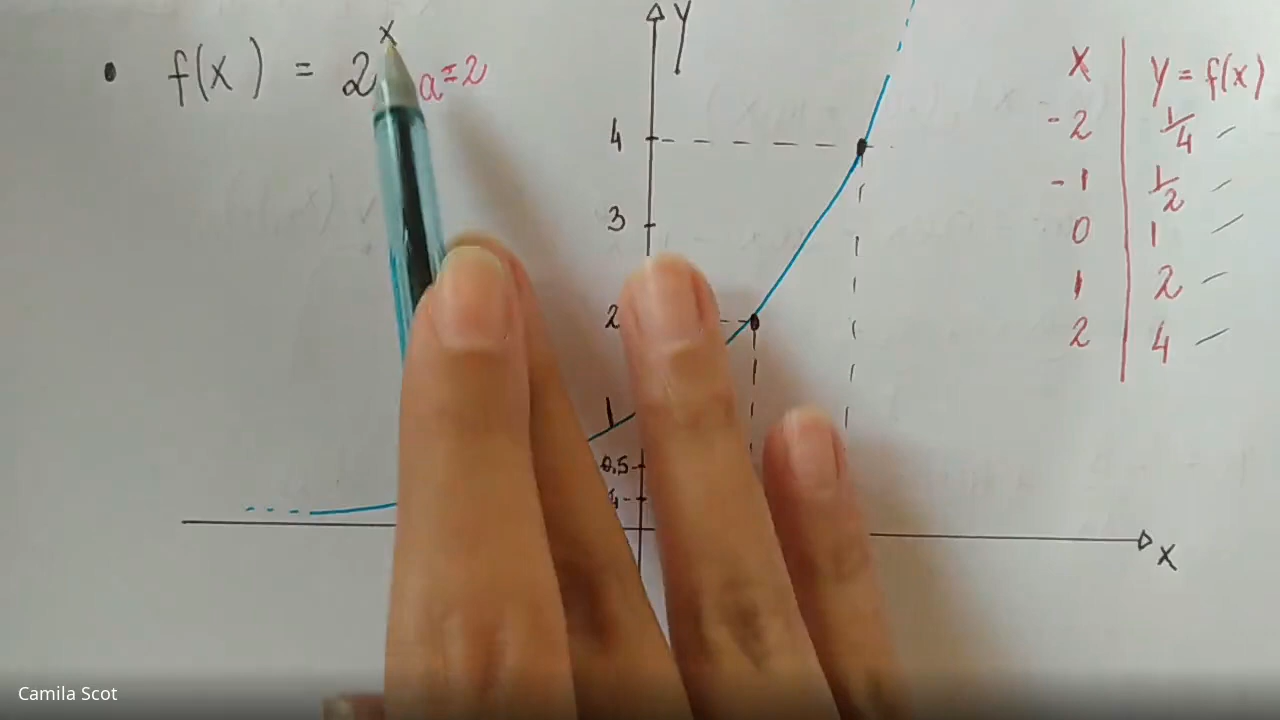 • f(x) = 2^x a=2
y
4
3
2
1
0.5
x
x | y = f(x)
-2 | 1/4
-1 | 1/2
0 | 1
1 | 2
2 | 4
Camila Scot